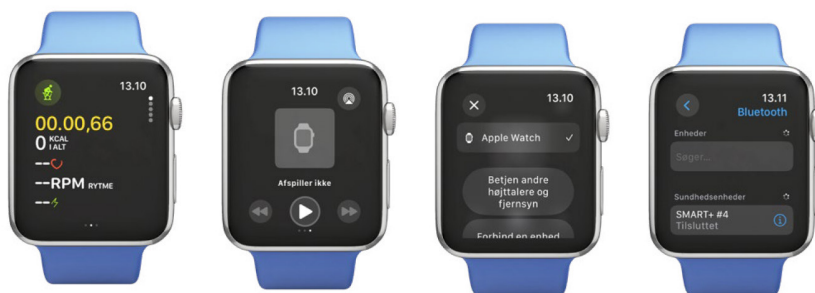 13.10
00.00,66
0 KCAL
I ALT
--
--RPM RYTME
--
13.10
Afspiller ikke
13.10
Apple Watch
Betjen andre
højttalere og
fjernsyn
Forbind en enhed
13.11
Bluetooth
Enheder
Søger...
Sundhedsenheder
SMART+ #4
Tilsluttet